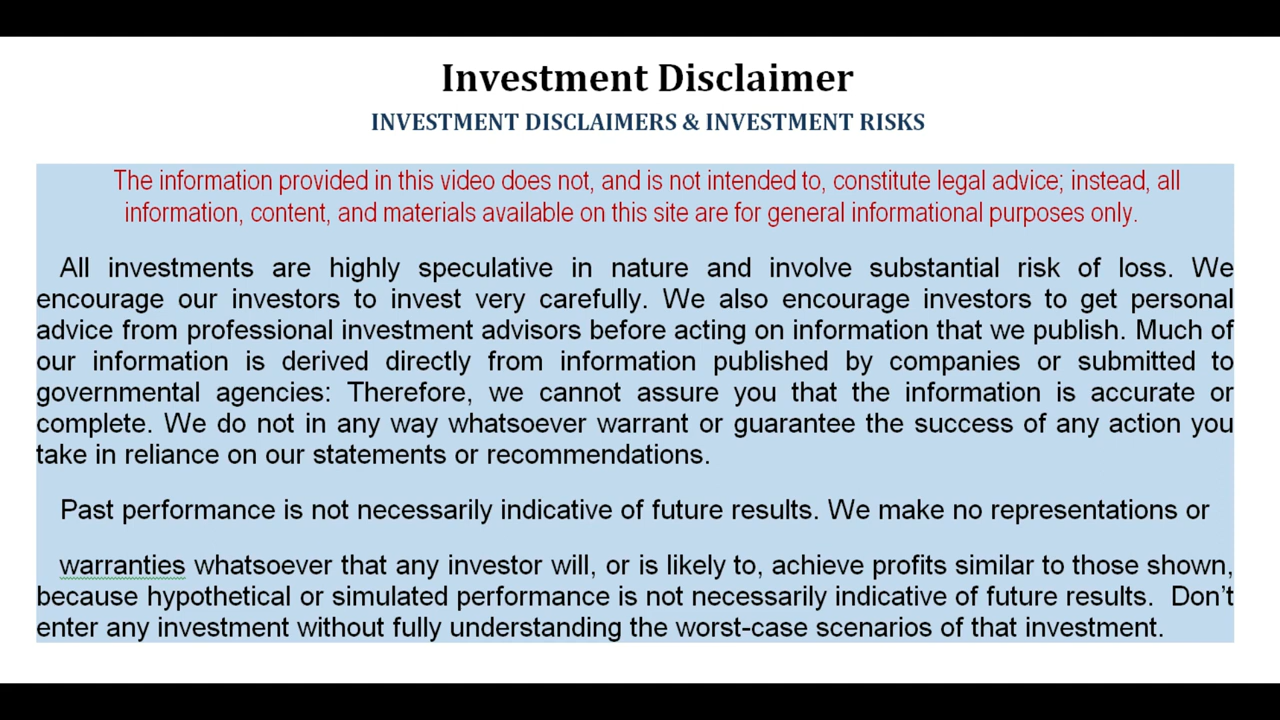 Investment Disclaimer
INVESTMENT DISCLAIMERS & INVESTMENT RISKS
The information provided in this video does not, and is not intended to, constitute legal advice; instead, all
information, content, and materials available on this site are for general informational purposes only.
All investments are highly speculative in nature and involve substantial risk of loss. We
encourage our investors to invest very carefully. We also encourage investors to get personal
advice from professional investment advisors before acting on information that we publish. Much of
our information is derived directly from information published by companies or submitted to
governmental agencies: Therefore, we cannot assure you that the information is accurate or
complete. We do not in any way whatsoever warrant or guarantee the success of any action you
take in reliance on our statements or recommendations.
Past performance is not necessarily indicative of future results. We make no representations or
warranties whatsoever that any investor will, or is likely to, achieve profits similar to those shown,
because hypothetical or simulated performance is not necessarily indicative of future results.  Don’t
enter any investment without fully understanding the worst-case scenarios of that investment.